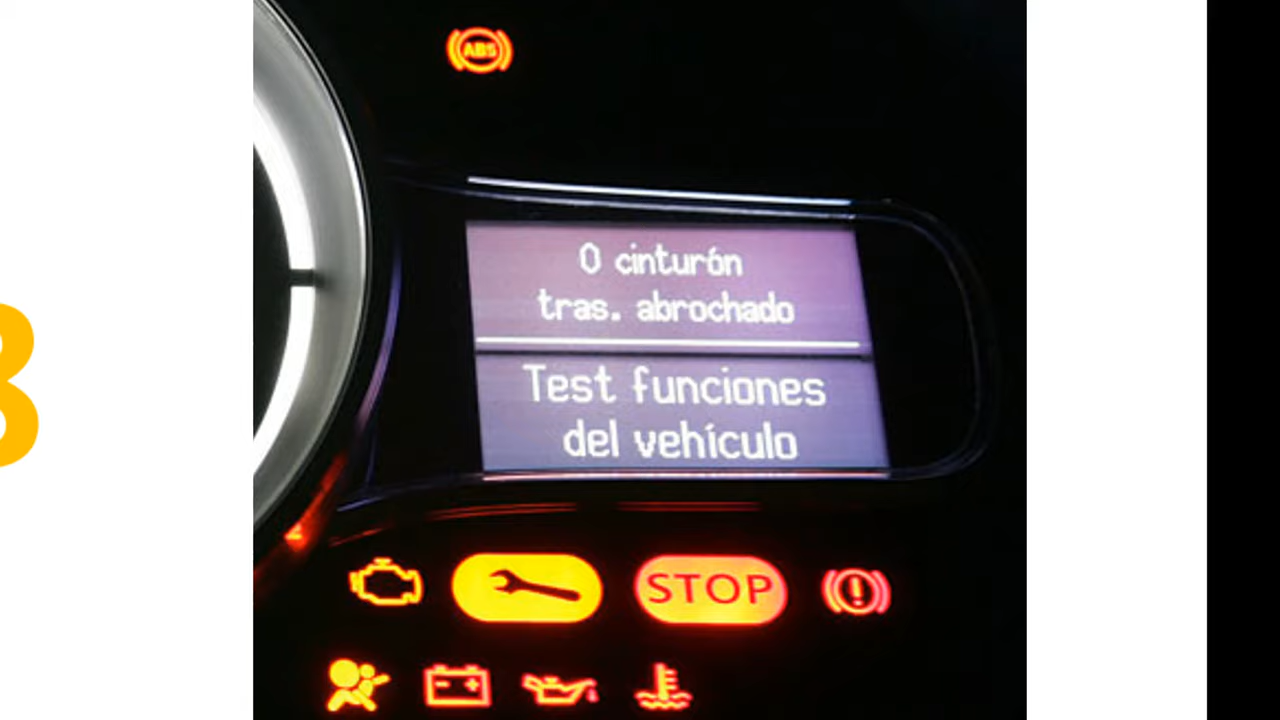 ABS
0 cinturón
tras. abrochado
Test funciones
del vehículo
STOP